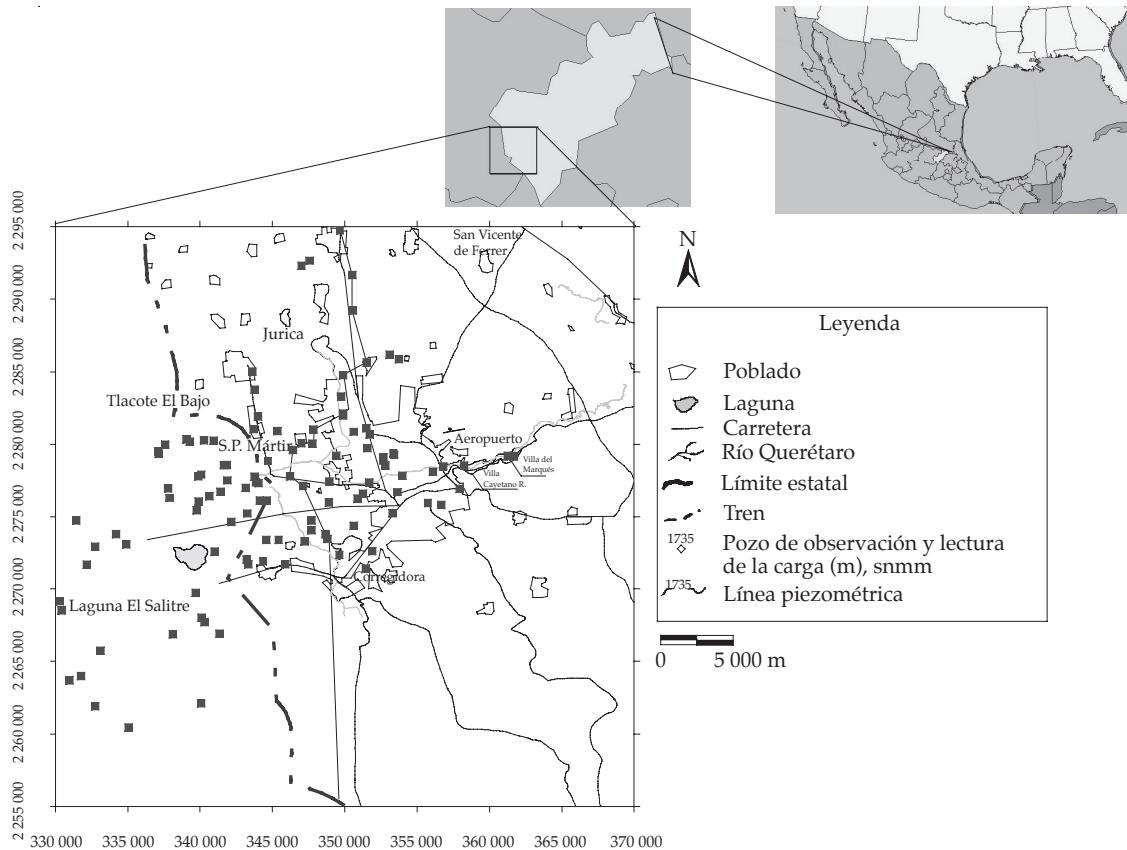 2 295 000
2 290 000
2 285 000
2 280 000
2 275 000
2 270 000
2 265 000
2 260 000
2 255 000
330 000 335 000 340 000 345 000 350 000 355 000 360 000 365 000 370 000
San Vicente
de Ferrer
Jurica
Tlacote El Bajo
S.P. Mártir
Aeropuerto
Villa del
Marqués
Villa
Cayetano R.
Corregidora
Laguna El Salitre
N
Leyenda
Poblado
Laguna
Carretera
Río Querétaro
Límite estatal
Tren
1735
Pozo de observación y lectura
de la carga (m), snmm
1735
Línea piezométrica
0 5 000 m